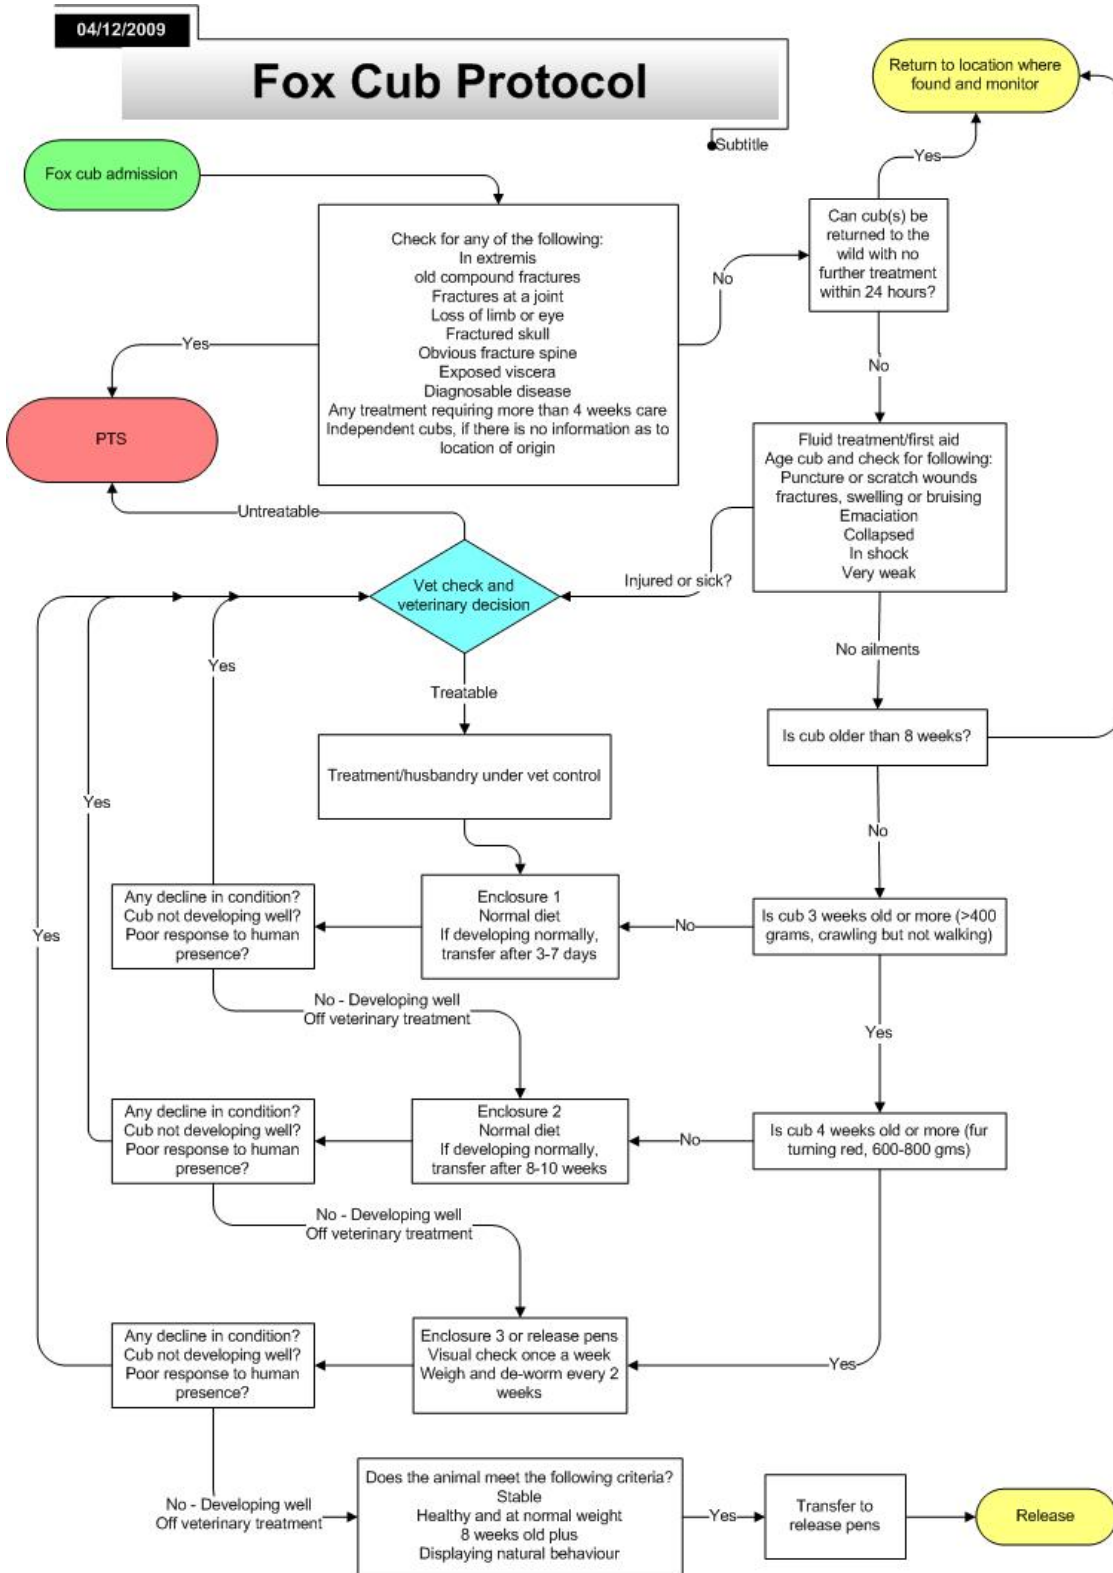 04/12/2009
Fox Cub Protocol
Subtitle
Return to location where
found and monitor
Yes
Fox cub admission
Check for any of the following:
In extremis
old compound fractures
Fractures at a joint
Loss of limb or eye
Fractured skull
Obvious fracture spine
Exposed viscera
Diagnosable disease
Any treatment requiring more than 4 weeks care
Independent cubs, if there is no information as to
location of origin
No
Can cub(s) be
returned to the
wild with no
further treatment
within 24 hours?
Yes
No
PTS
Fluid treatment/first aid
Age cub and check for following:
Puncture or scratch wounds
fractures, swelling or bruising
Emaciation
Collapsed
In shock
Very weak
Untreatable
Vet check and
veterinary decision
Injured or sick?
No ailments
Yes
Treatable
Is cub older than 8 weeks?
Treatment/husbandry under vet control
Yes
No
Any decline in condition?
Cub not developing well?
Poor response to human
presence?
Enclosure 1
Normal diet
If developing normally,
transfer after 3-7 days
No
Is cub 3 weeks old or more (>400
grams, crawling but not walking)
Yes
No - Developing well
Off veterinary treatment
Yes
Any decline in condition?
Cub not developing well?
Poor response to human
presence?
Enclosure 2
Normal diet
If developing normally,
transfer after 8-10 weeks
No
Is cub 4 weeks old or more (fur
turning red, 600-800 gms)
No - Developing well
Off veterinary treatment
Any decline in condition?
Cub not developing well?
Poor response to human
presence?
Enclosure 3 or release pens
Visual check once a week
Weigh and de-worm every 2
weeks
Yes
No - Developing well
Off veterinary treatment
Does the animal meet the following criteria?
Stable
Healthy and at normal weight
8 weeks old plus
Displaying natural behaviour
Yes
Transfer to
release pens
Release